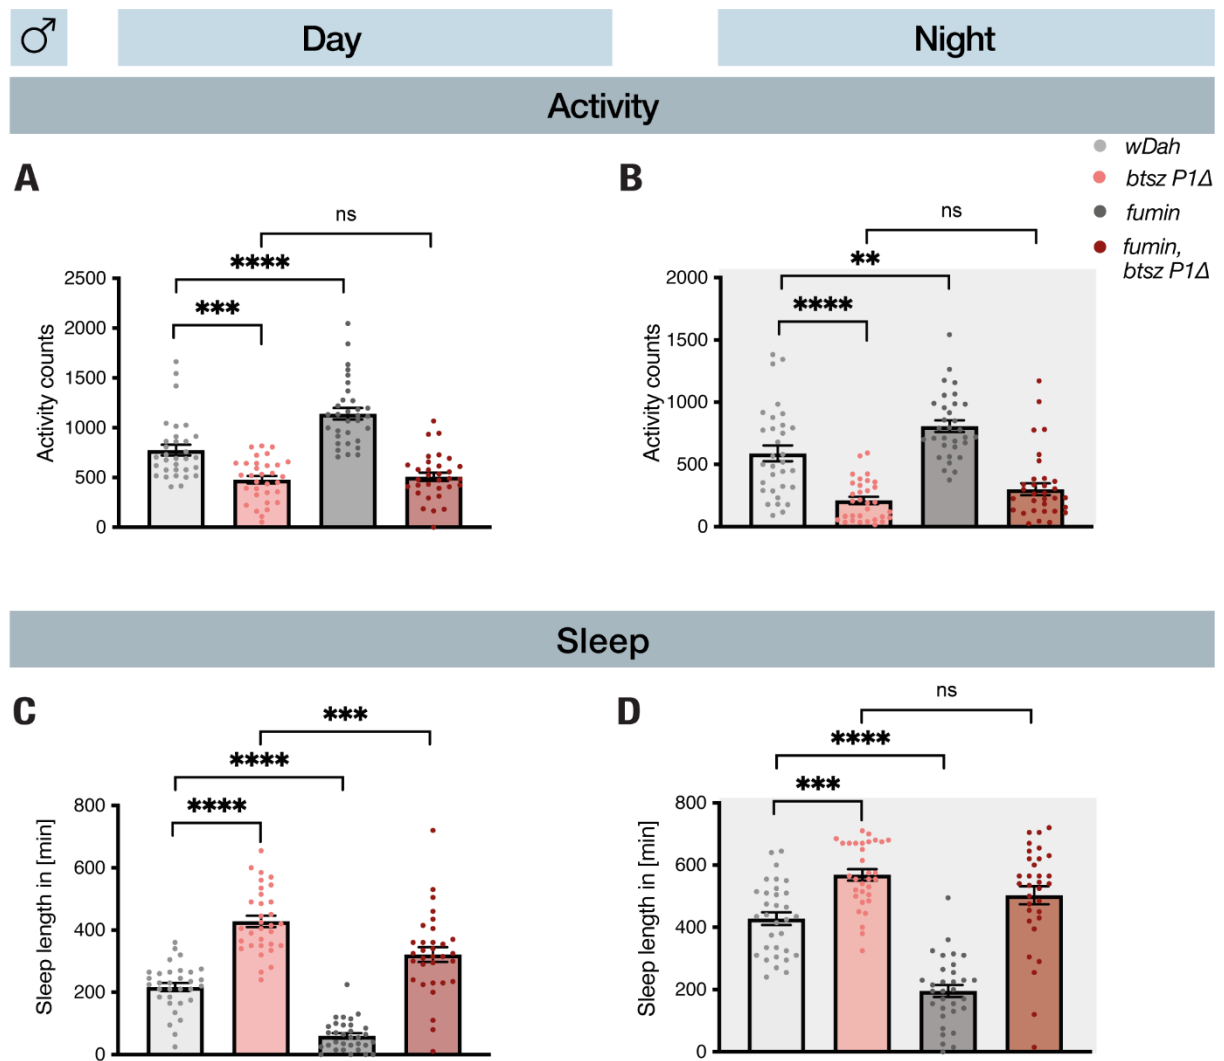 ♂ Day Night
Activity
A
B
wDah
btsz P1Δ
fumin
fumin,
btsz P1Δ
ns
****
***
2500
2000
1500
1000
500
0
Activity counts
ns
**
****
2000
1500
1000
500
0
Activity counts
Sleep
C
D
***
****
****
800
600
400
200
0
Sleep length in [min]
ns
****
***
800
600
400
200
0
Sleep length in [min]